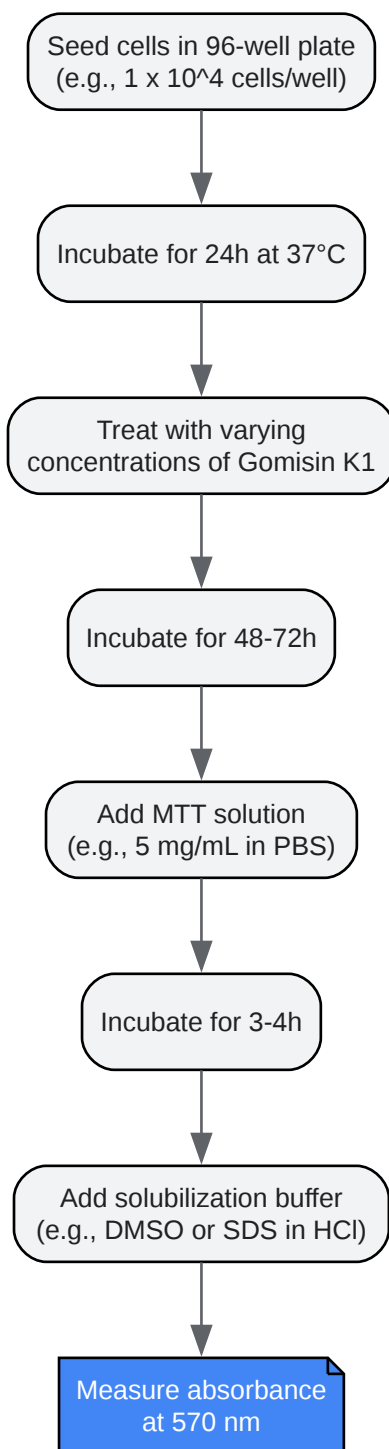 Seed cells in 96-well plate
(e.g., 1 x 10^4 cells/well)
Incubate for 24h at 37°C
Treat with varying
concentrations of Gomisin K1
Incubate for 48-72h
Add MTT solution
(e.g., 5 mg/mL in PBS)
Incubate for 3-4h
Add solubilization buffer
(e.g., DMSO or SDS in HCl)
Measure absorbance
at 570 nm